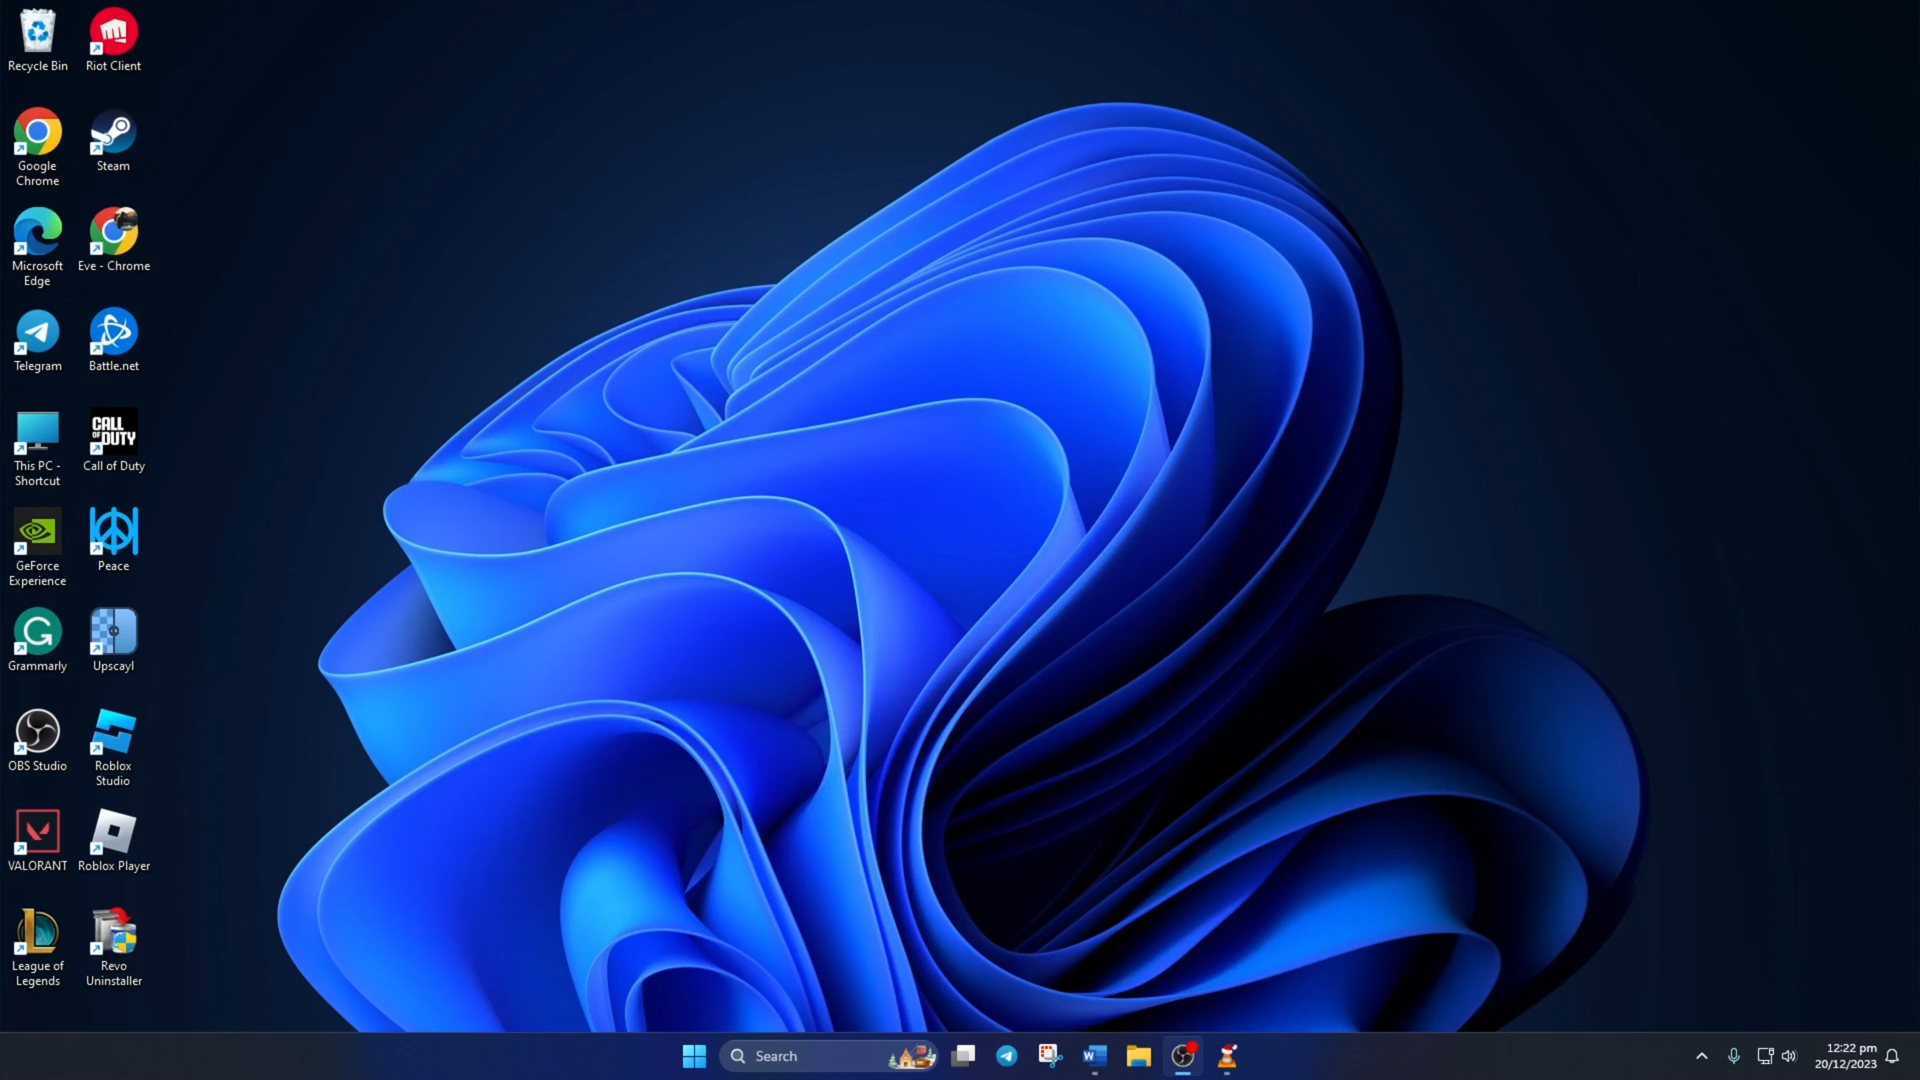 Recycle Bin
Riot Client
Google
Chrome
Steam
Microsoft
Edge
Eve - Chrome
Telegram
Battle.net
This PC -
Shortcut
CALL
OF DUTY
Call of Duty
GeForce
Experience
Peace
Grammarly
Upscayl
OBS Studio
Roblox
Studio
VALORANT
Roblox Player
League of
Legends
Revo
Uninstaller
Search
12:22 pm
20/12/2023